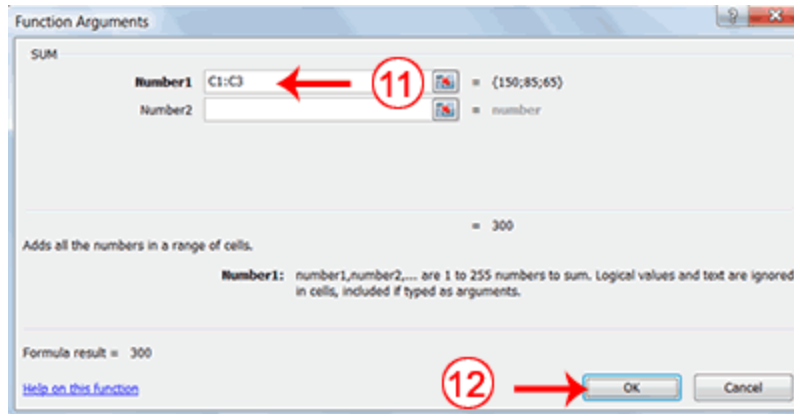 Function Arguments
SUM
Number1 C1:C3 11 = {150;85;65}
Number2 = number
= 300
Adds all the numbers in a range of cells.
Number1: number1,number2,... are 1 to 255 numbers to sum. Logical values and text are ignored
in cells, included if typed as arguments.
Formula result = 300
Help on this function 12 OK Cancel